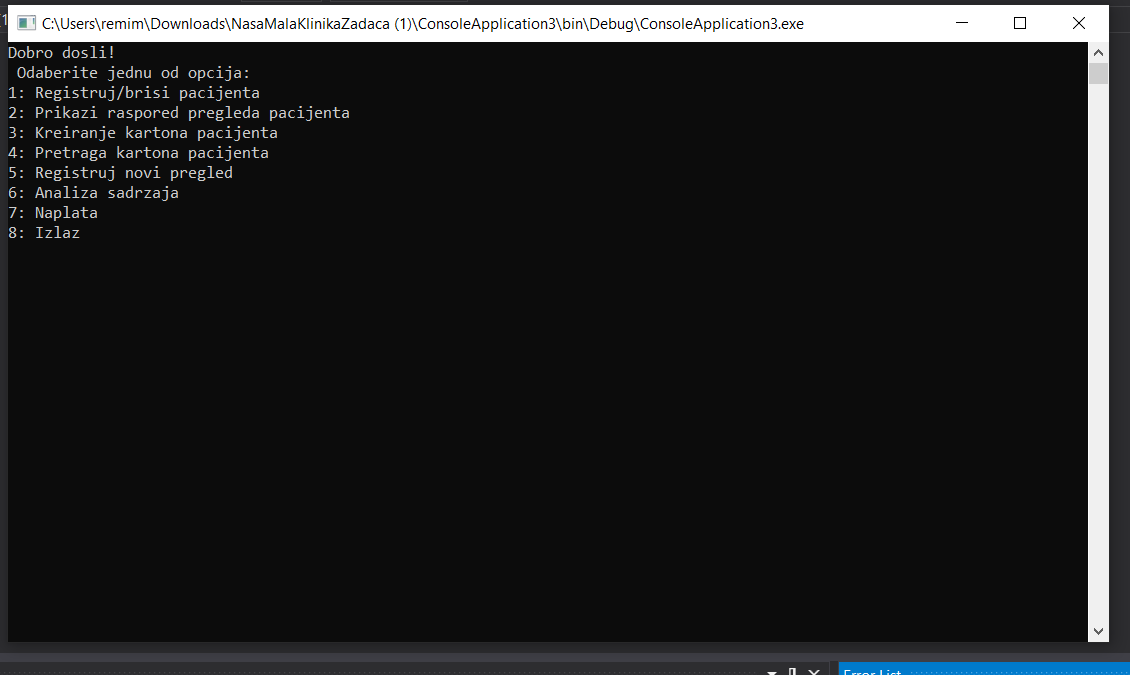 C:\Users\remim\Downloads\NasaMalaKlinikaZadaca (1)\ConsoleApplication3\bin\Debug\ConsoleApplication3.exe
Dobro dosli!
 Odaberite jednu od opcija:
1: Registruj/brisi pacijenta
2: Prikazi raspored pregleda pacijenta
3: Kreiranje kartona pacijenta
4: Pretraga kartona pacijenta
5: Registruj novi pregled
6: Analiza sadrzaja
7: Naplata
8: Izlaz
Error List